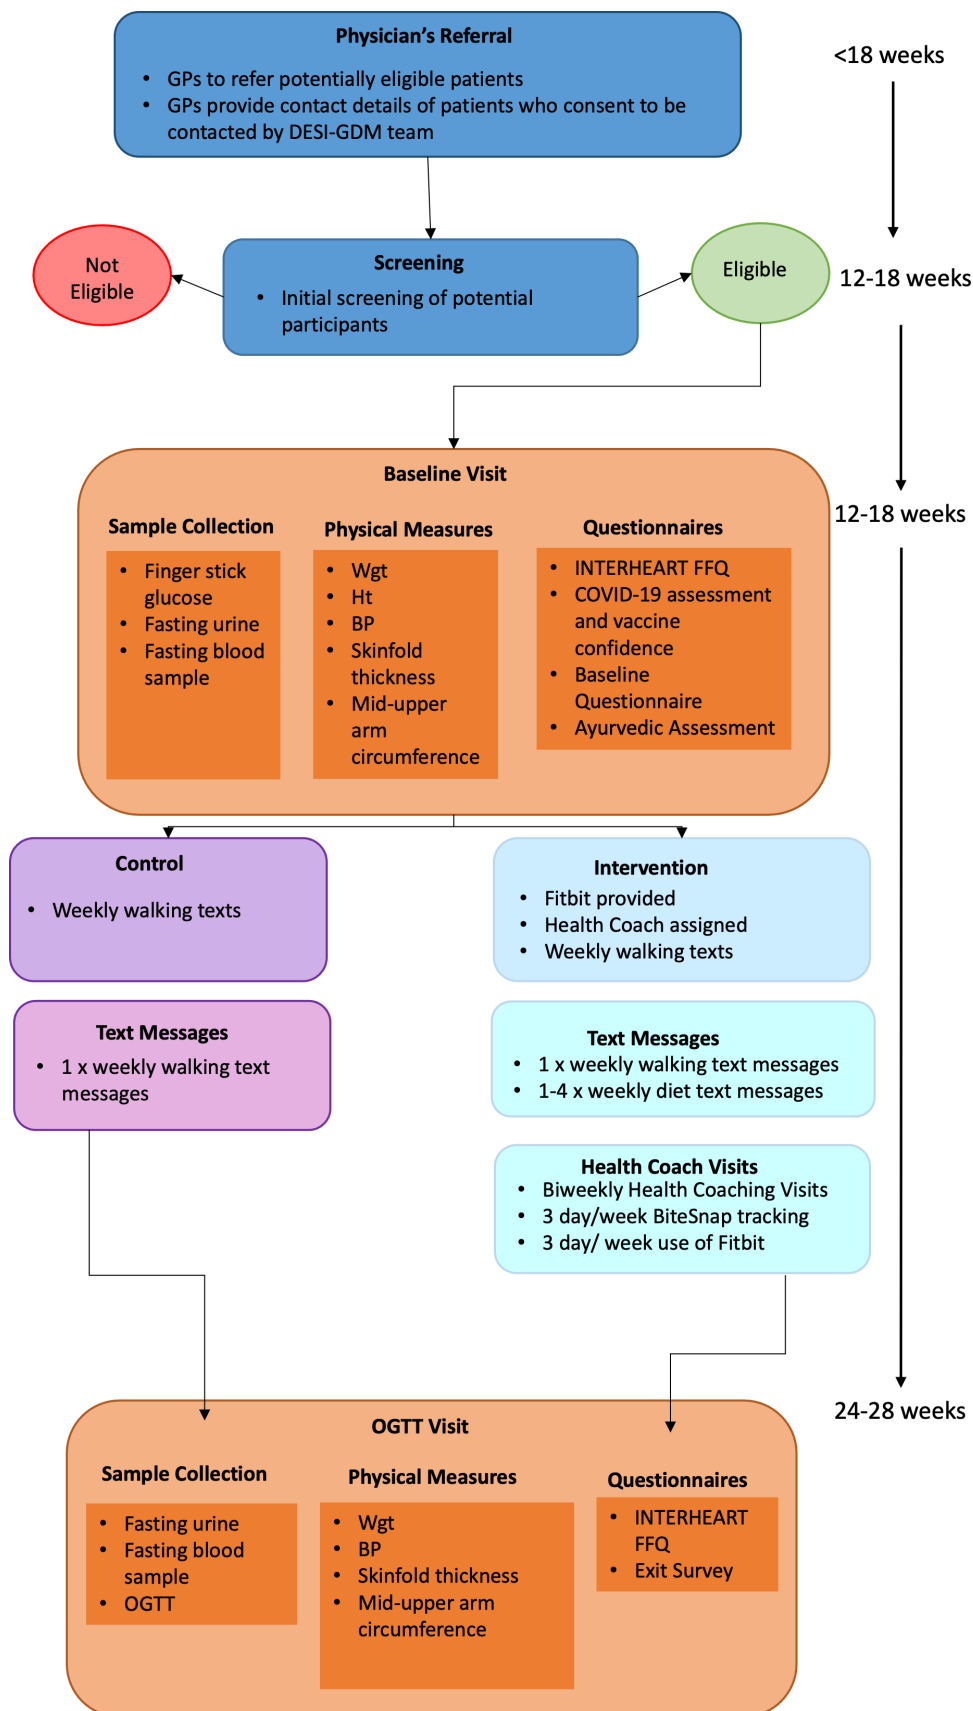 Physician's Referral
• GPs to refer potentially eligible patients
• GPs provide contact details of patients who consent to be
contacted by DESI-GDM team
<18 weeks
Not
Eligible
Screening
• Initial screening of potential
participants
Eligible
12-18 weeks
Baseline Visit
Sample Collection
• Finger stick
glucose
• Fasting urine
• Fasting blood
sample
Physical Measures
• Wgt
• Ht
• BP
• Skinfold
thickness
• Mid-upper
arm
circumference
Questionnaires
• INTERHEART FFQ
• COVID-19 assessment
and vaccine
confidence
• Baseline
Questionnaire
• Ayurvedic Assessment
12-18 weeks
Control
• Weekly walking texts
Intervention
• Fitbit provided
• Health Coach assigned
• Weekly walking texts
Text Messages
• 1 x weekly walking text
messages
Text Messages
• 1 x weekly walking text messages
• 1-4 x weekly diet text messages
Health Coach Visits
• Biweekly Health Coaching Visits
• 3 day/week BiteSnap tracking
• 3 day/ week use of Fitbit
24-28 weeks
OGTT Visit
Sample Collection
• Fasting urine
• Fasting blood
sample
• OGTT
Physical Measures
• Wgt
• BP
• Skinfold thickness
• Mid-upper arm
circumference
Questionnaires
• INTERHEART
FFQ
• Exit Survey